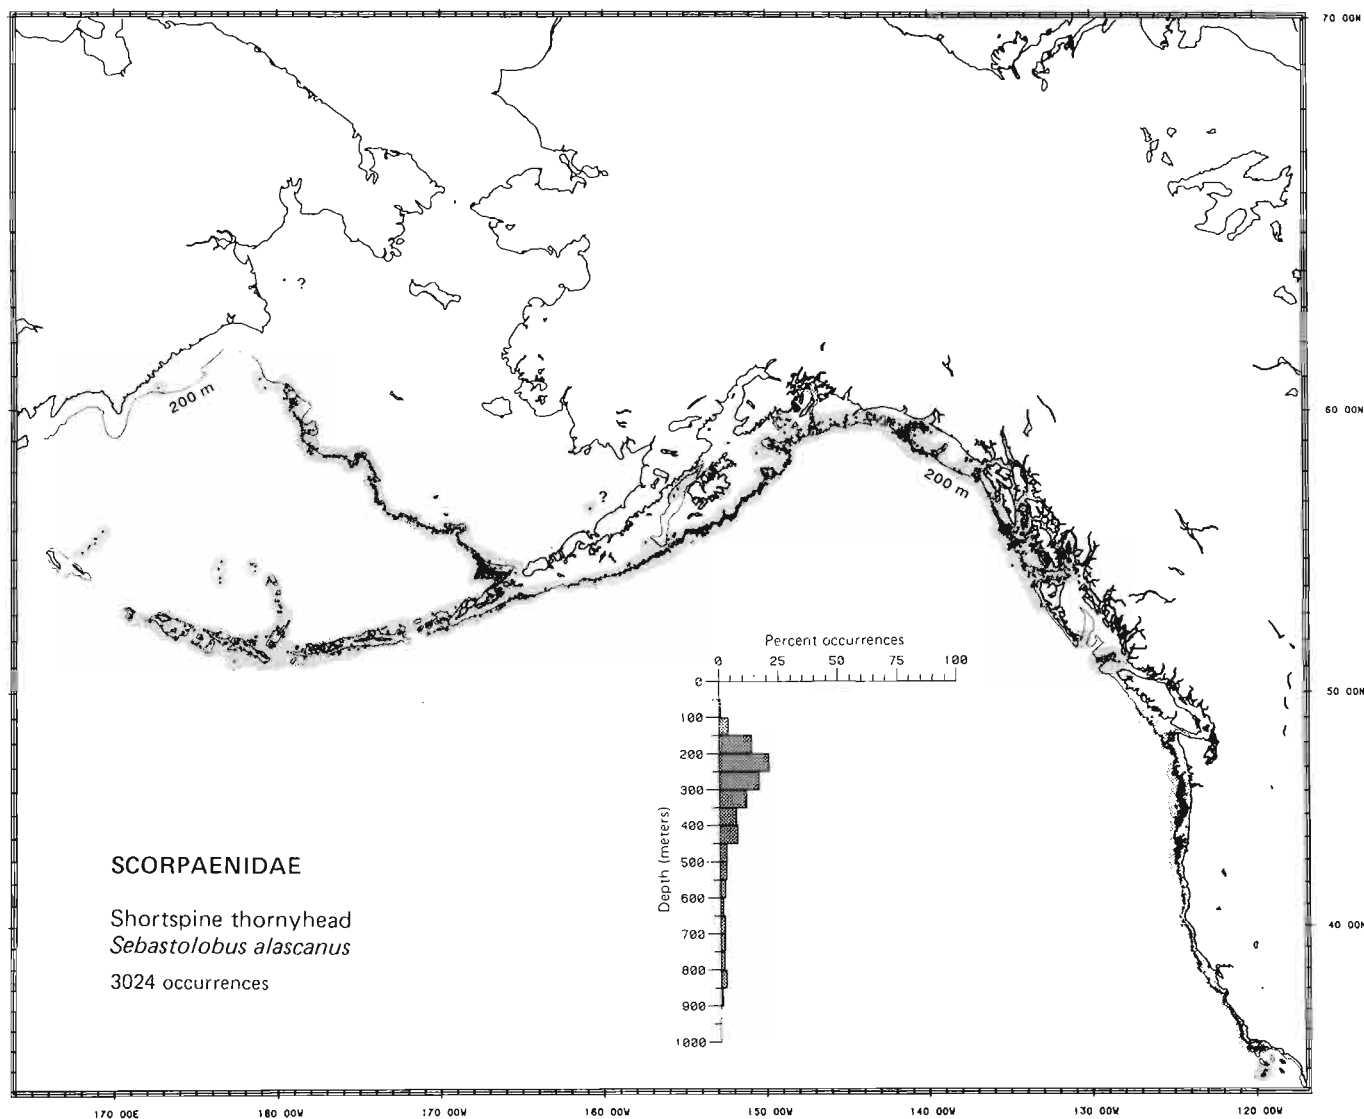 70 00N
?
200 m
60 00N
?
200 m
Percent occurrences
0 25 50 75 100
0
100
200
300
400
500
600
700
800
900
1000
Depth (meters)
50 00N
40 00N
SCORPAENIDAE
Shortspine thornyhead
Sebastolobus alascanus
3024 occurrences
170 00E 180 00W 170 00W 160 00W 150 00W 140 00W 130 00W 120 00W